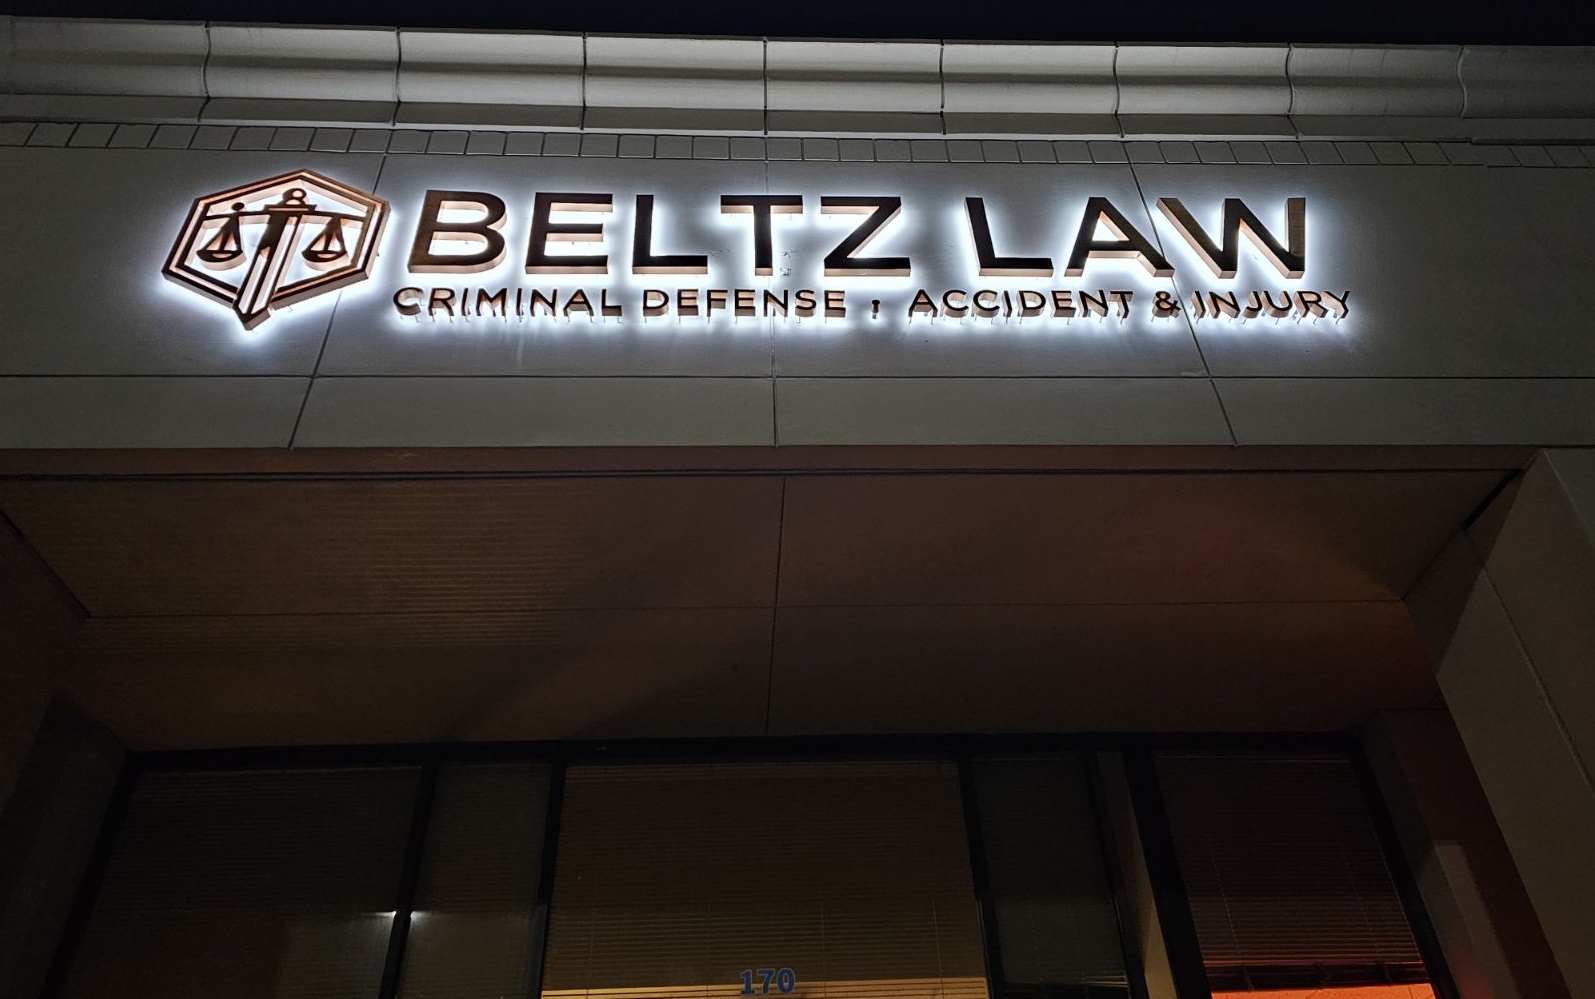 BELTZ LAW
CRIMINAL DEFENSE · ACCIDENT & INJURY
170